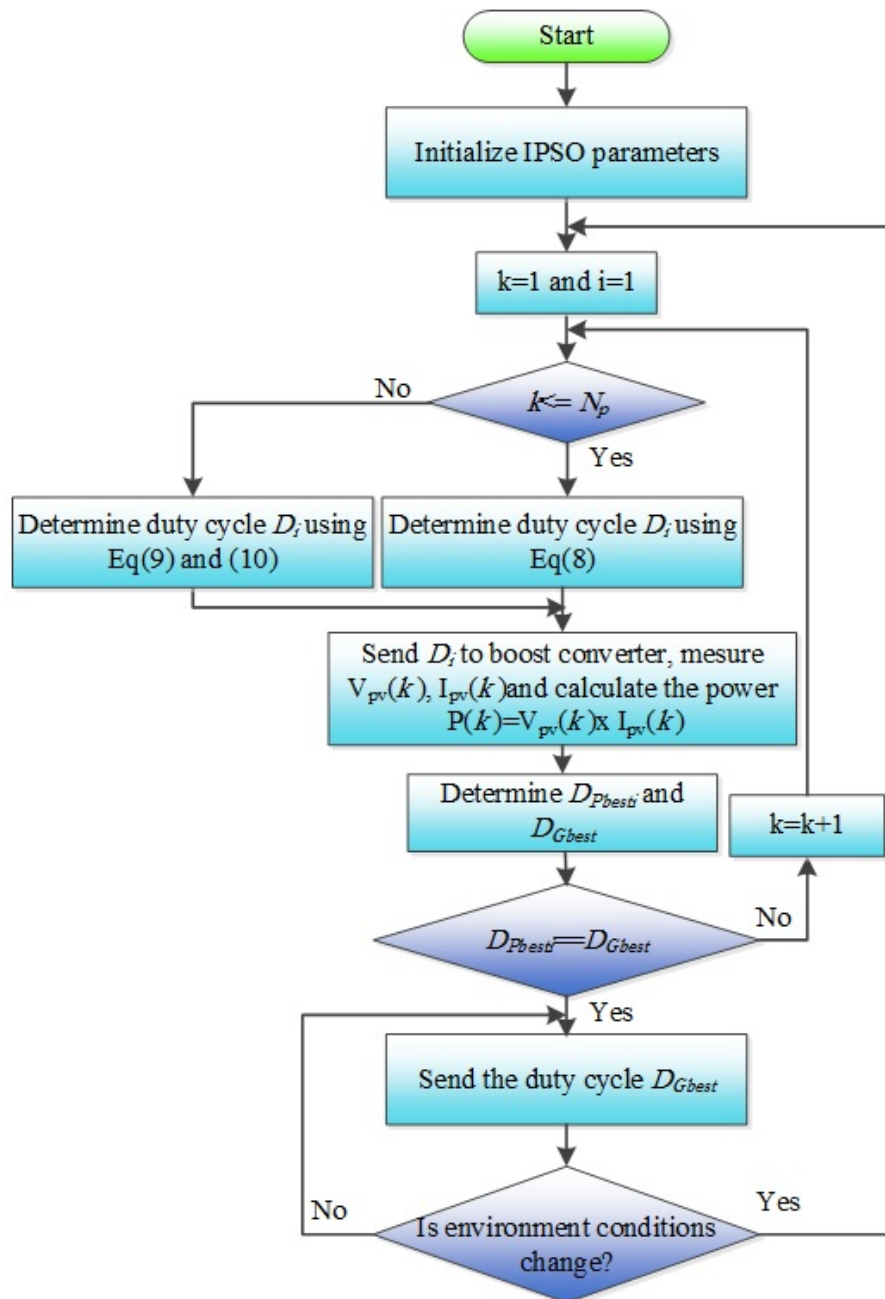 Start
Initialize IPSO parameters
k=1 and i=1
No
k<= Np
Yes
Determine duty cycle Di using
Eq(9) and (10)
Determine duty cycle Di using
Eq(8)
Send Di to boost converter, mesure
Vpv(k), Ipv(k)and calculate the power
P(k)=Vpv(k)x Ipv(k)
Determine DPbesti and
DGbest
k=k+1
DPbesti==DGbest
No
Yes
Send the duty cycle DGbest
No
Is environment conditions
change?
Yes